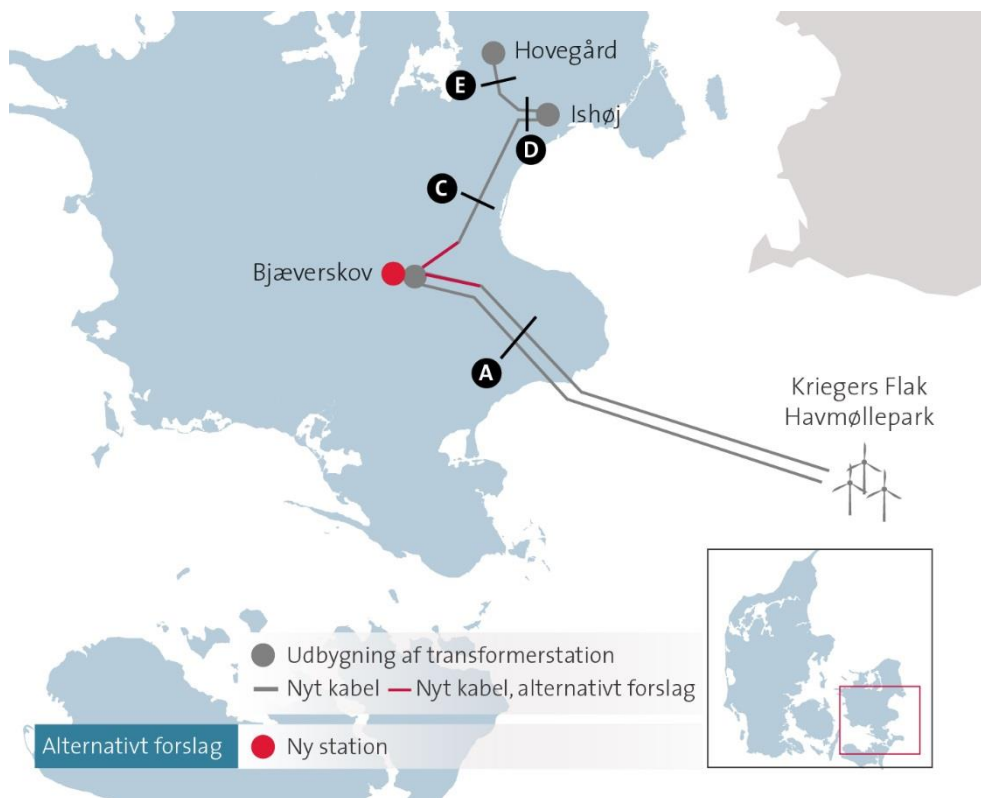 Hovegård
E
Ishøj
D
C
Bjæverskov
A
Kriegers Flak
Havmøllepark
Udbygning af transformerstation
Nyt kabel
Nyt kabel, alternativt forslag
Alternativt forslag
Ny station